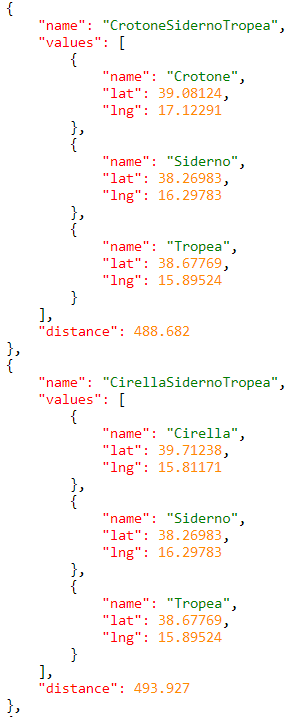 {
    "name": "CrotoneSidernoTropea",
    "values": [
        {
            "name": "Crotone",
            "lat": 39.08124,
            "lng": 17.12291
        },
        {
            "name": "Siderno",
            "lat": 38.26983,
            "lng": 16.29783
        },
        {
            "name": "Tropea",
            "lat": 38.67769,
            "lng": 15.89524
        }
    ],
    "distance": 488.682
},
{
    "name": "CirellaSidernoTropea",
    "values": [
        {
            "name": "Cirella",
            "lat": 39.71238,
            "lng": 15.81171
        },
        {
            "name": "Siderno",
            "lat": 38.26983,
            "lng": 16.29783
        },
        {
            "name": "Tropea",
            "lat": 38.67769,
            "lng": 15.89524
        }
    ],
    "distance": 493.927
},